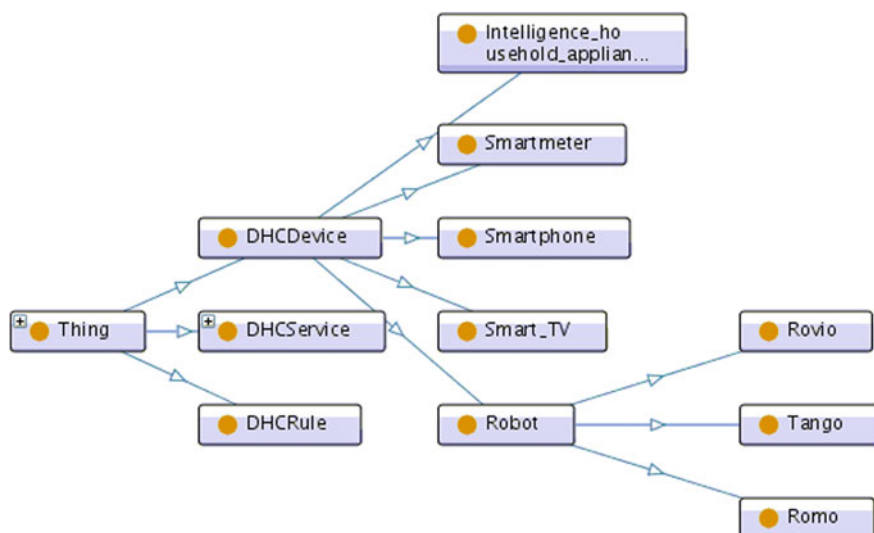 Intelligence_ho
usehold_applian...
Smartmeter
DHCDevice
Smartphone
Thing
DHCService
Smart_TV
Rovio
DHCRule
Robot
Tango
Romo